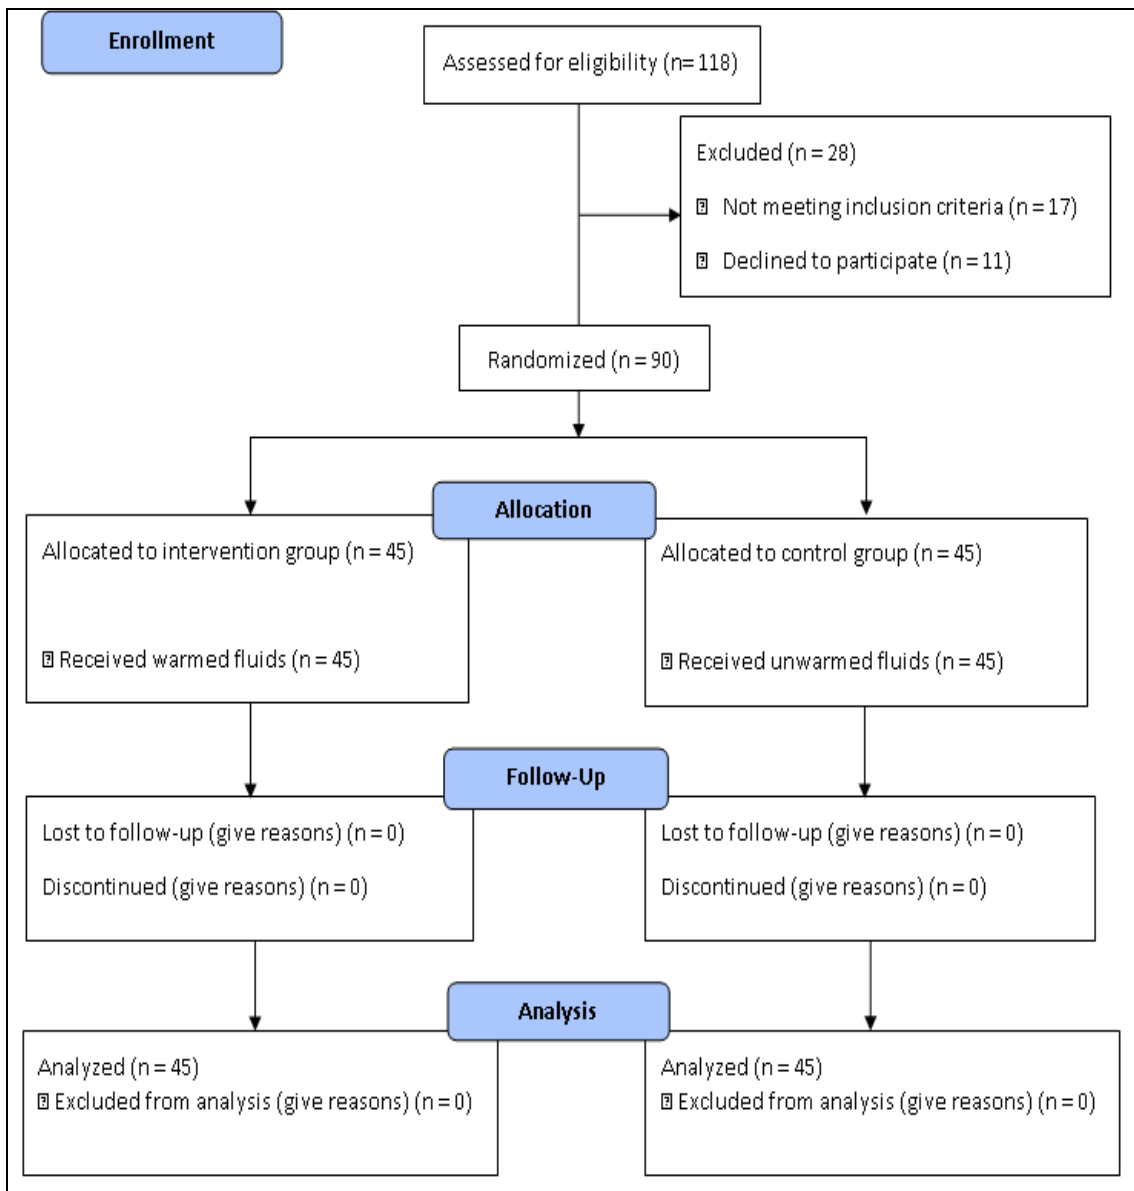 Enrollment
Assessed for eligibility (n= 118)
Excluded (n = 28)
⍰ Not meeting inclusion criteria (n = 17)
⍰ Declined to participate (n = 11)
Randomized (n = 90)
Allocation
Allocated to intervention group (n = 45)
⍰ Received warmed fluids (n = 45)
Allocated to control group (n = 45)
⍰ Received unwarmed fluids (n = 45)
Follow-Up
Lost to follow-up (give reasons) (n = 0)
Discontinued (give reasons) (n = 0)
Lost to follow-up (give reasons) (n = 0)
Discontinued (give reasons) (n = 0)
Analysis
Analyzed (n = 45)
⍰ Excluded from analysis (give reasons) (n = 0)
Analyzed (n = 45)
⍰ Excluded from analysis (give reasons) (n = 0)